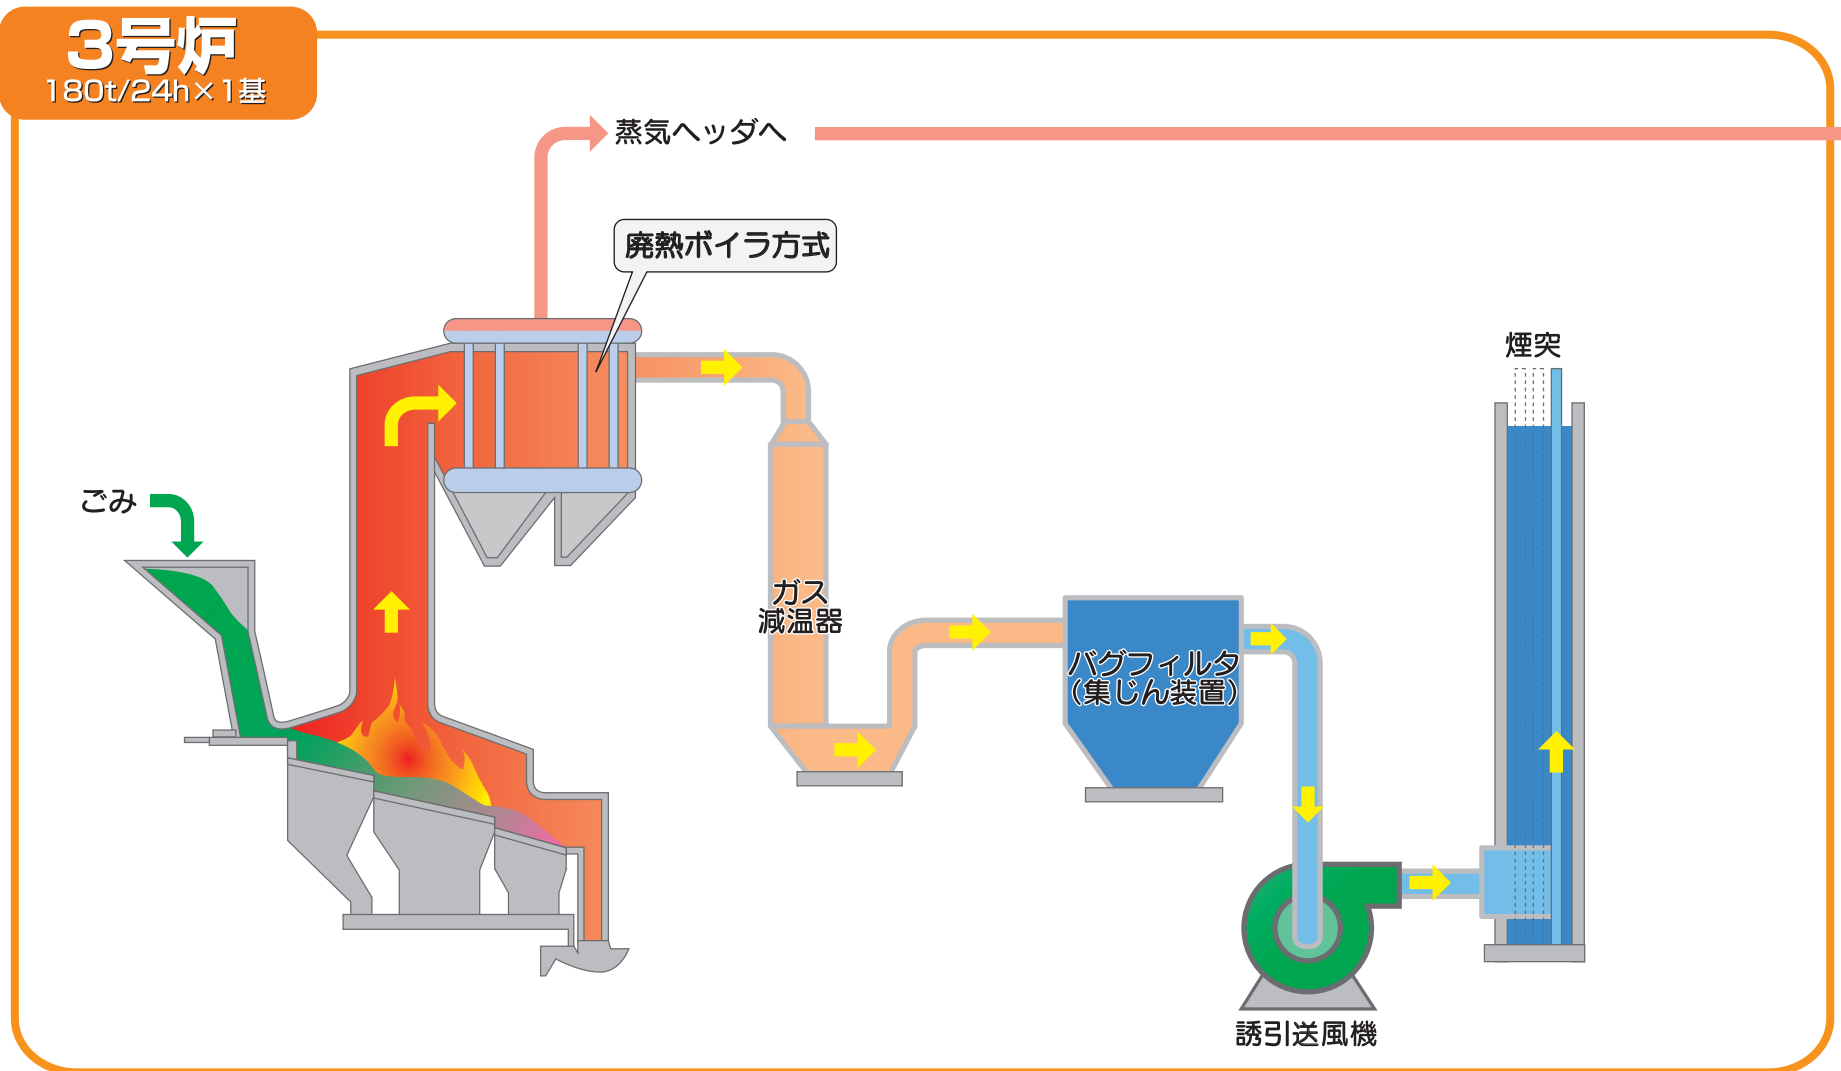 3号炉
180t/24h×1基
蒸気ヘッダへ
廃熱ボイラ方式
煙突
ごみ
ガス
減温器
バグフィルタ
(集じん装置)
誘引送風機